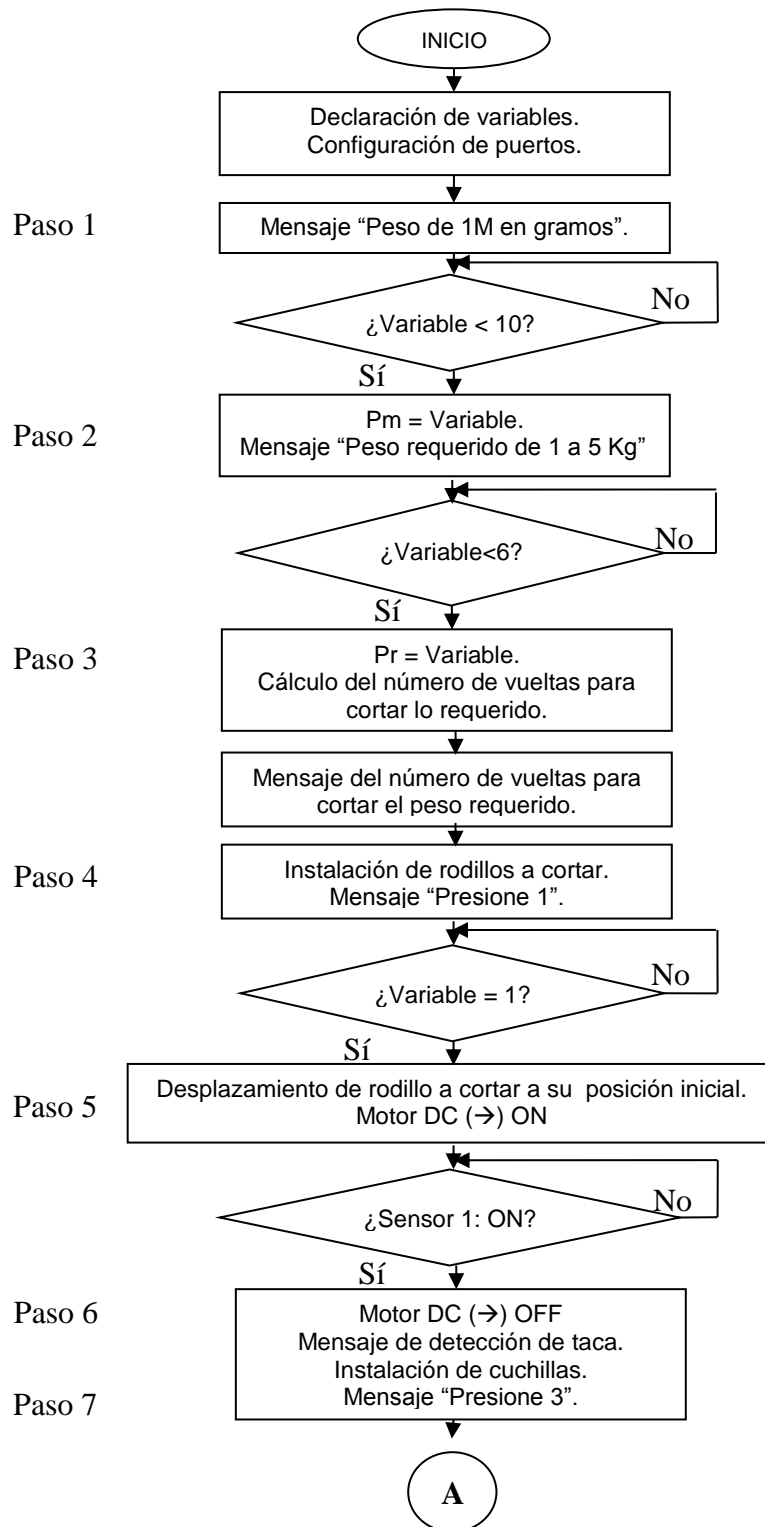 INICIO
Declaración de variables.
Configuración de puertos.
Paso 1
Mensaje “Peso de 1M en gramos”.
No
¿Variable < 10?
Sí
Paso 2
Pm = Variable.
Mensaje “Peso requerido de 1 a 5 Kg”
No
¿Variable<6?
Sí
Paso 3
Pr = Variable.
Cálculo del número de vueltas para
cortar lo requerido.
Mensaje del número de vueltas para
cortar el peso requerido.
Paso 4
Instalación de rodillos a cortar.
Mensaje “Presione 1”.
No
¿Variable = 1?
Sí
Paso 5
Desplazamiento de rodillo a cortar a su posición inicial.
Motor DC (→) ON
No
¿Sensor 1: ON?
Sí
Paso 6
Motor DC (→) OFF
Mensaje de detección de taca.
Instalación de cuchillas.
Paso 7
Mensaje “Presione 3”.
A